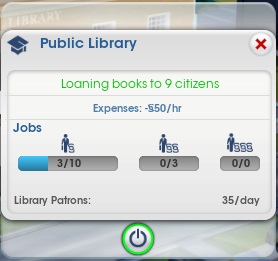 LIBRARY
Public Library
Loaning books to 9 citizens
Expenses: -§50/hr
Jobs
§ §§ §§§
3/10 0/3 0/0
Library Patrons: 35/day